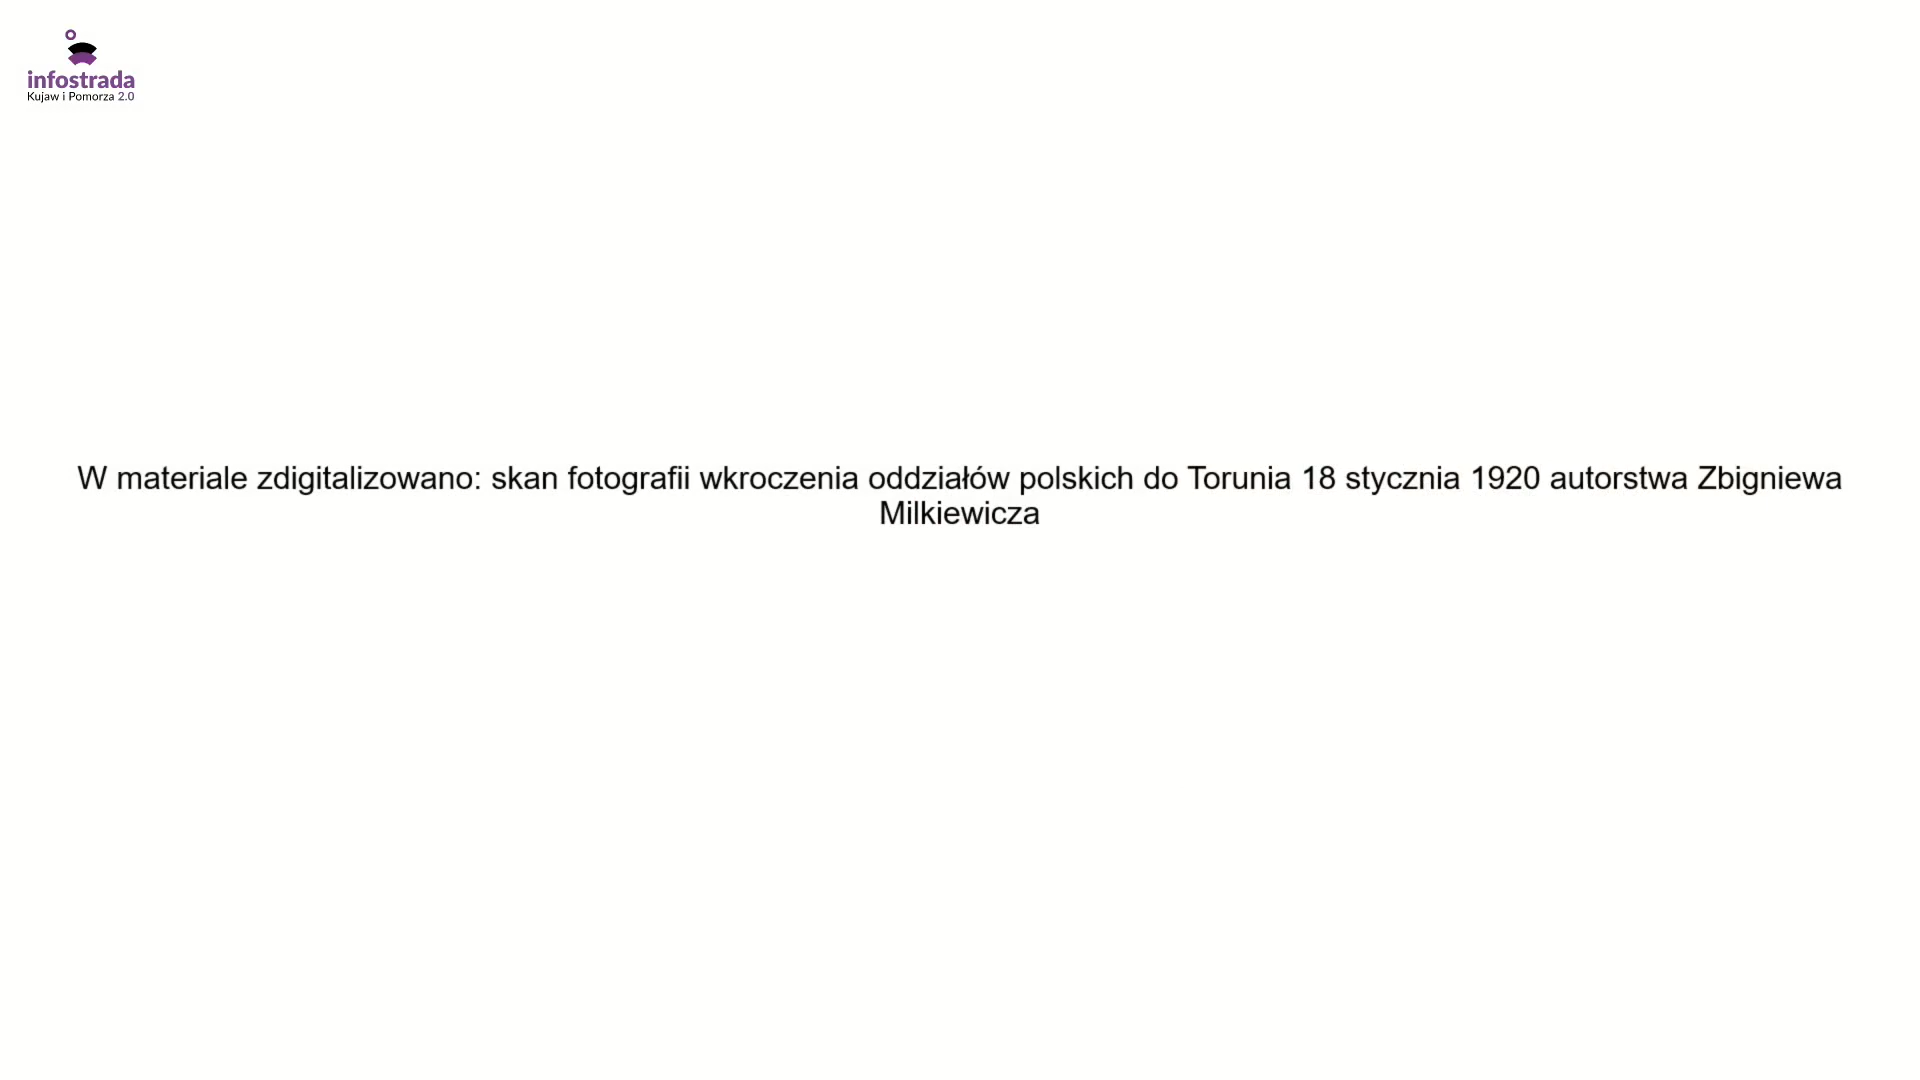 infostrada
Kujaw i Pomorza 2.0
W materiale zdigitalizowano: skan fotografii wkroczenia oddziałów polskich do Torunia 18 stycznia 1920 autorstwa Zbigniewa
Milkiewicza